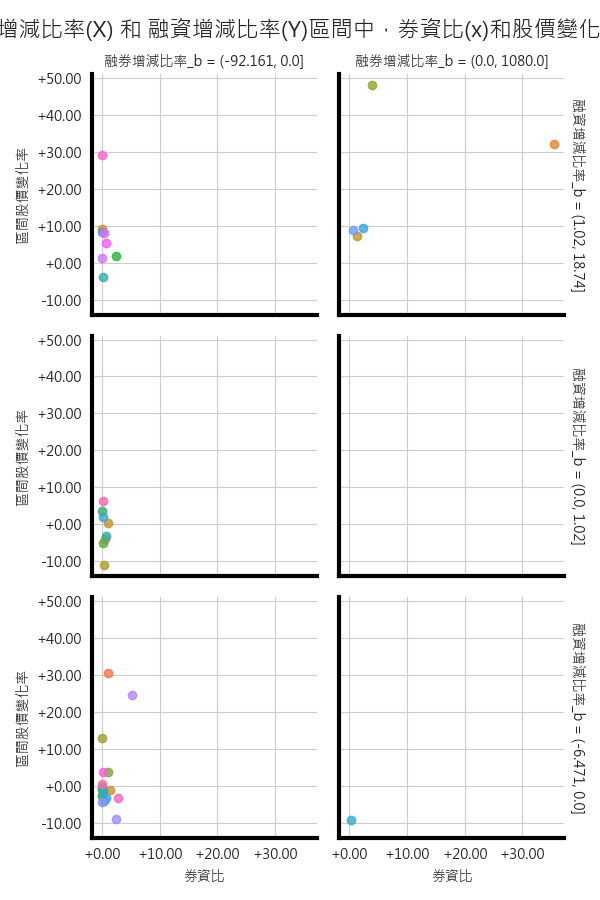 增減比率(X) 和 融資增減比率(Y)區間中，券資比(x)和股價變化
融券增減比率_b = (-92.161, 0.0]
融券增減比率_b = (0.0, 1080.0]
+50.00
+40.00
+30.00
+20.00
+10.00
+0.00
-10.00
區間股價變化率
融資增減比率_b = (1.02, 18.74]
+50.00
+40.00
+30.00
+20.00
+10.00
+0.00
-10.00
區間股價變化率
融資增減比率_b = (0.0, 1.02]
+50.00
+40.00
+30.00
+20.00
+10.00
+0.00
-10.00
區間股價變化率
融資增減比率_b = (-6.471, 0.0]
+0.00 +10.00 +20.00 +30.00
+0.00 +10.00 +20.00 +30.00
券資比
券資比